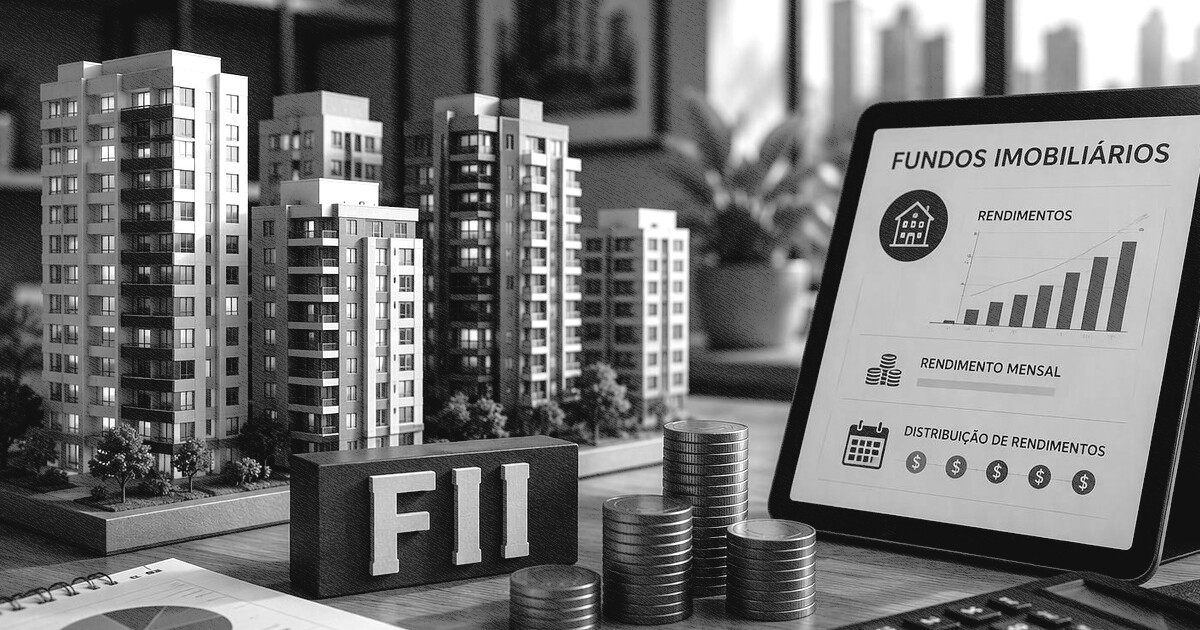 FUNDOS IMOBILIÁRIOS
RENDIMENTOS
RENDIMENTO MENSAL
DISTRIBUIÇÃO DE RENDIMENTOS
$ $ $ $ $
FII